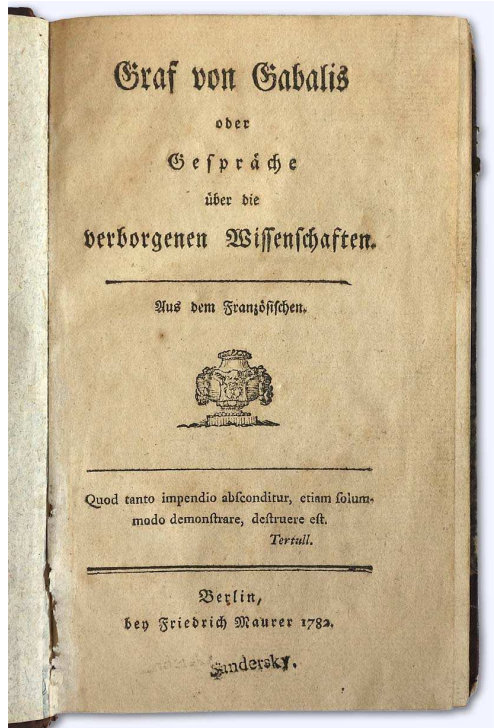 Graf von Gabalis
oder
Geſpräche
über die
verborgenen Wiſſenſchaften.
Aus dem Franzöſiſchen.
Quod tanto impendio abſconditur, etiam ſolum-
modo demonſtrare, deſtruere eſt.
Tertull.
Berlin,
bey Friedrich Maurer 1782.
Sandersky.